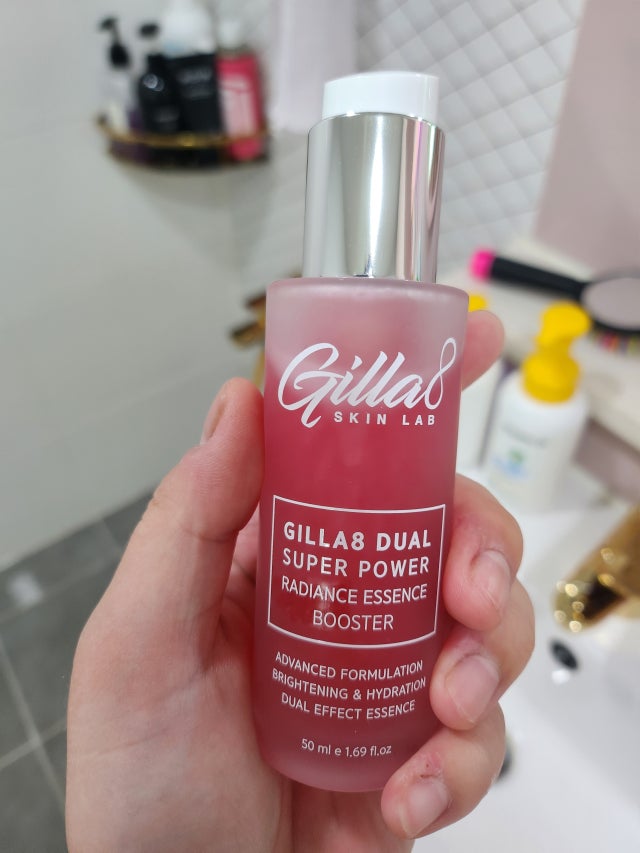 Gilla8
SKIN LAB
GILLA8 DUAL
SUPER POWER
RADIANCE ESSENCE
BOOSTER
ADVANCED FORMULATION
BRIGHTENING & HYDRATION
DUAL EFFECT ESSENCE
50 ml e 1.69 fl.oz